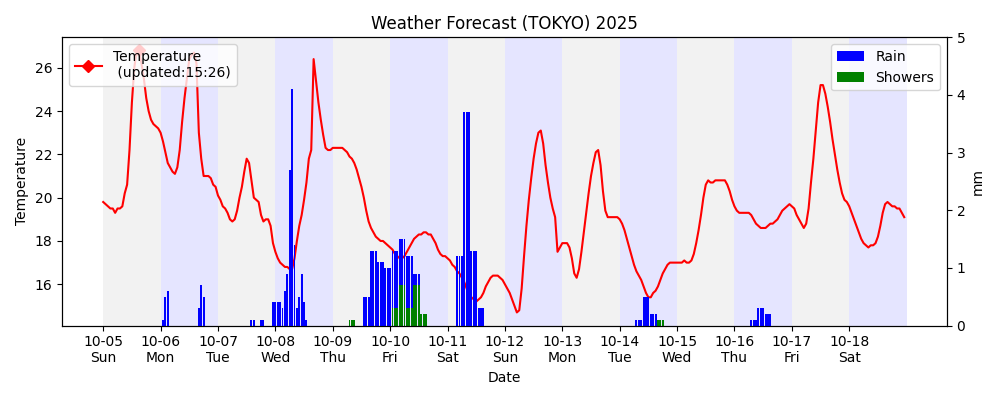 Weather Forecast (TOKYO) 2025
Temperature
(updated:15:26)
Rain
Showers
Temperature
26
24
22
20
18
16
5
4
3
2
1
0
mm
10-05 10-06 10-07 10-08 10-09 10-10 10-11 10-12 10-13 10-14 10-15 10-16 10-17 10-18
Sun Mon Tue Wed Thu Fri Sat Sun Mon Tue Wed Thu Fri Sat
Date